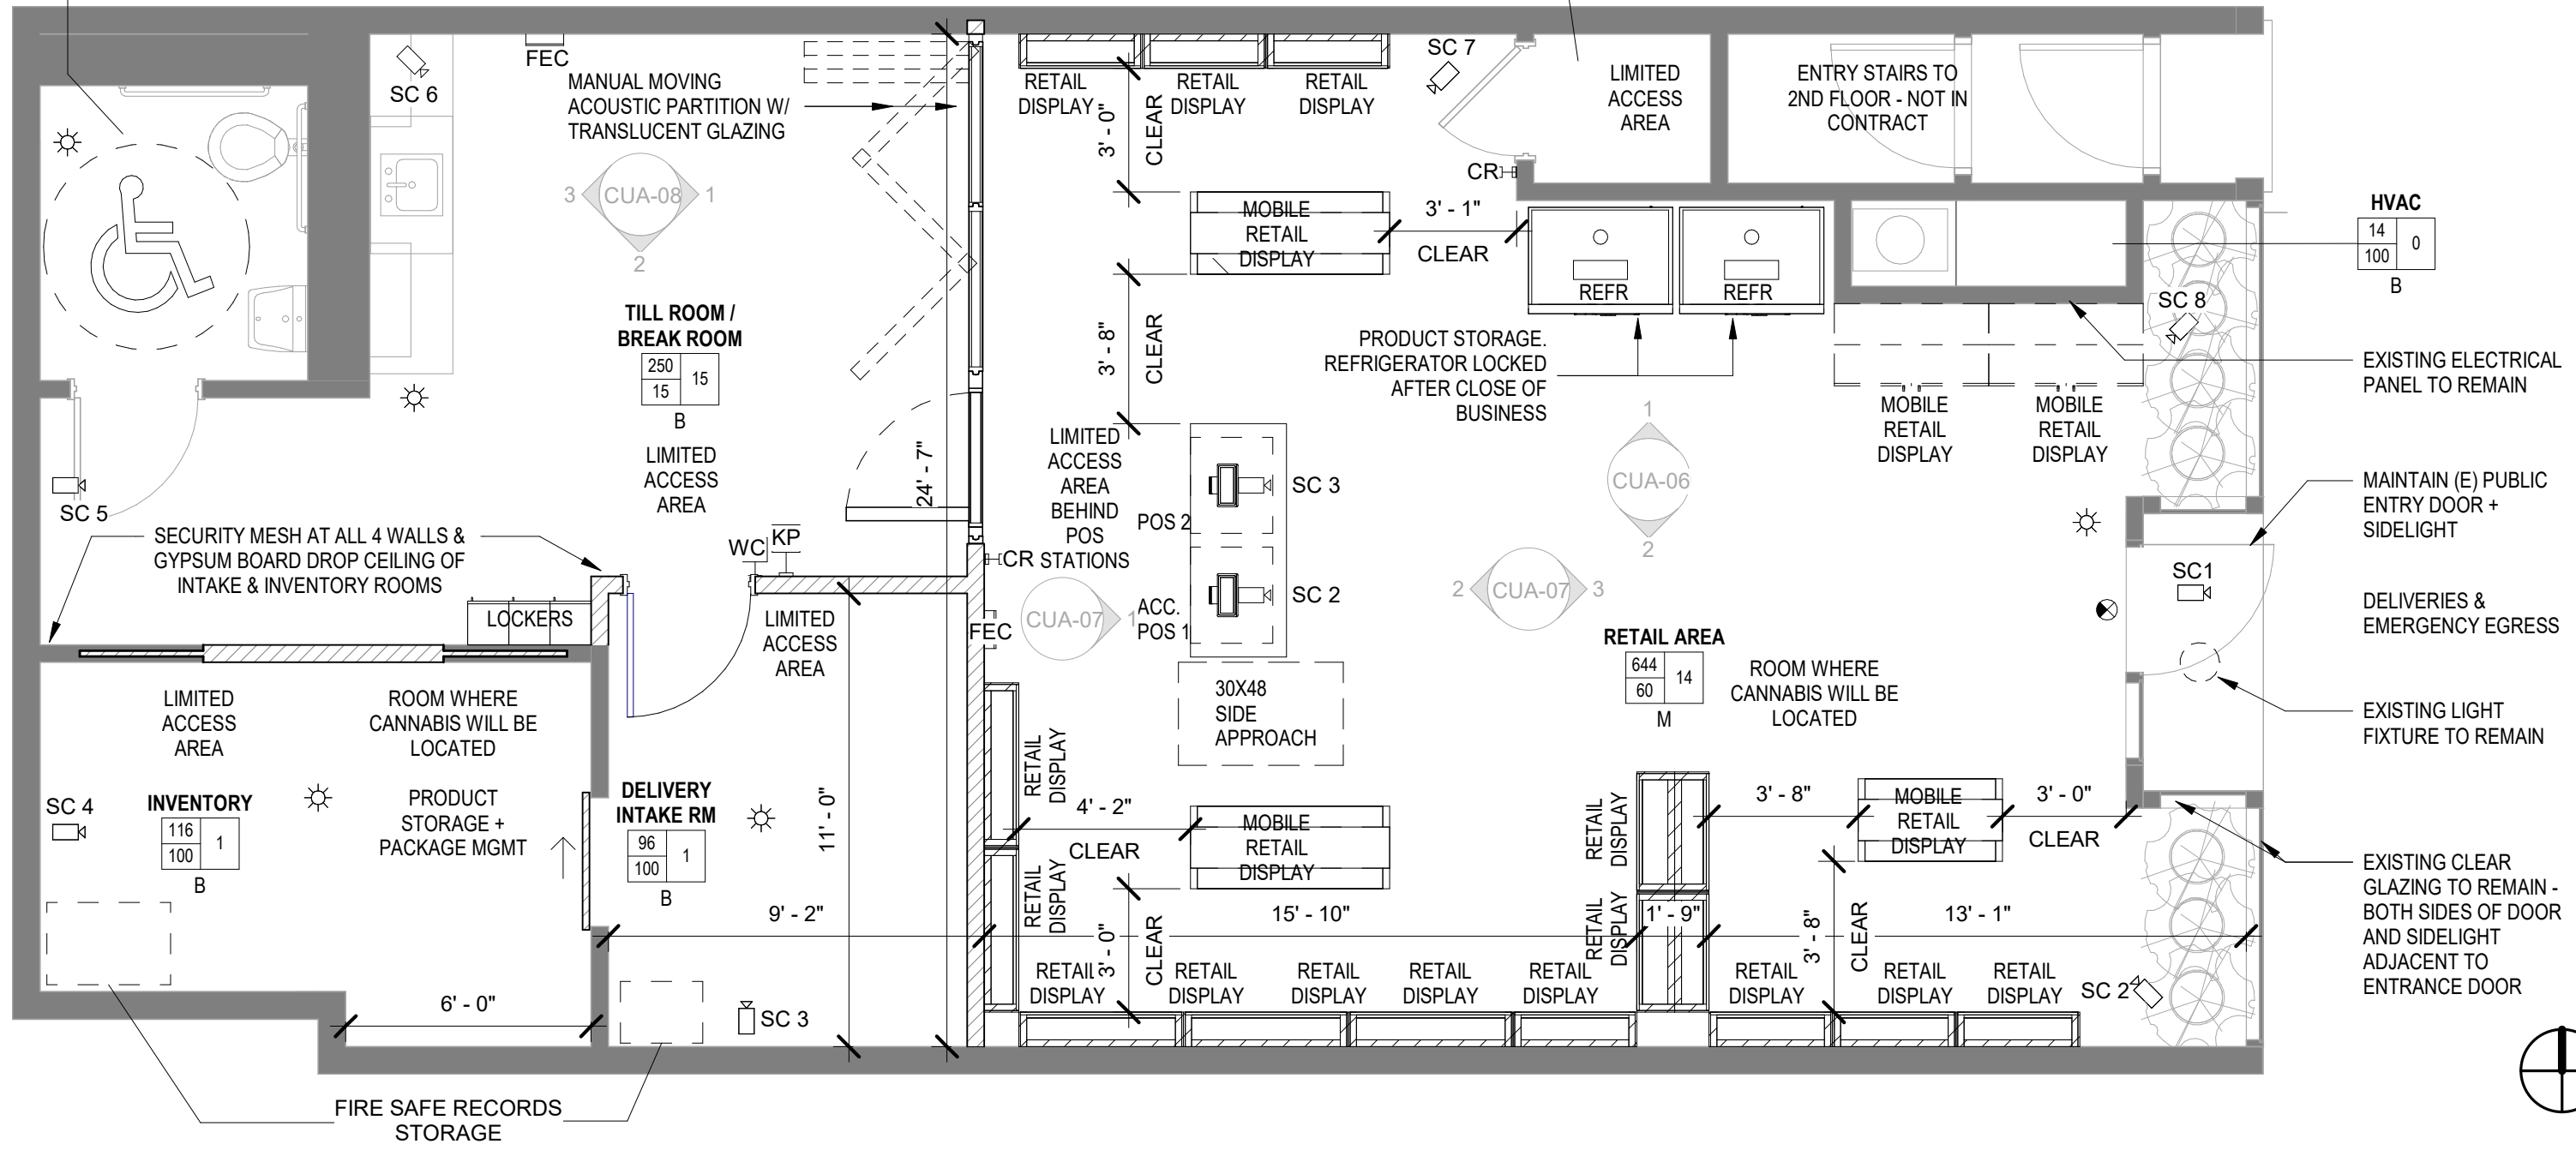 SC 6
FEC
MANUAL MOVING
ACOUSTIC PARTITION W/
TRANSLUCENT GLAZING
3
CUA-08
1
2
TILL ROOM /
BREAK ROOM
250
15
15
B
LIMITED
ACCESS
AREA
24' - 7"
SC 5
SECURITY MESH AT ALL 4 WALLS &
GYPSUM BOARD DROP CEILING OF
INTAKE & INVENTORY ROOMS
LOCKERS
WC
KP
LIMITED
ACCESS
AREA
LIMITED
ACCESS
AREA
ROOM WHERE
CANNABIS WILL BE
LOCATED
SC 4
INVENTORY
116
100
1
B
PRODUCT
STORAGE +
PACKAGE MGMT
DELIVERY
INTAKE RM
96
100
1
B
11' - 0"
9' - 2"
6' - 0"
SC 3
FIRE SAFE RECORDS
STORAGE
RETAIL
DISPLAY
RETAIL
DISPLAY
RETAIL
DISPLAY
3' - 0"
CLEAR
MOBILE
RETAIL
DISPLAY
3' - 1"
CLEAR
3' - 8"
CLEAR
SC 7
CR
LIMITED
ACCESS
AREA
ENTRY STAIRS TO
2ND FLOOR - NOT IN
CONTRACT
REFR
REFR
PRODUCT STORAGE.
REFRIGERATOR LOCKED
AFTER CLOSE OF
BUSINESS
HVAC
14
100
0
B
SC 8
EXISTING ELECTRICAL
PANEL TO REMAIN
MOBILE
RETAIL
DISPLAY
MOBILE
RETAIL
DISPLAY
LIMITED
ACCESS
AREA
BEHIND
POS
STATIONS
CR
POS 2
SC 3
ACC.
POS 1
SC 2
FEC
CUA-07
1
1
CUA-06
2
2
CUA-07
3
RETAIL AREA
644
60
14
M
ROOM WHERE
CANNABIS WILL BE
LOCATED
MAINTAIN (E) PUBLIC
ENTRY DOOR +
SIDELIGHT
SC1
DELIVERIES &
EMERGENCY EGRESS
EXISTING LIGHT
FIXTURE TO REMAIN
30X48
SIDE
APPROACH
RETAIL
DISPLAY
RETAIL
DISPLAY
4' - 2"
CLEAR
MOBILE
RETAIL
DISPLAY
3' - 0"
CLEAR
15' - 10"
RETAIL
DISPLAY
RETAIL
DISPLAY
1' - 9"
3' - 8"
MOBILE
RETAIL
DISPLAY
3' - 0"
CLEAR
3' - 8"
CLEAR
13' - 1"
RETAIL
DISPLAY
RETAIL
DISPLAY
RETAIL
DISPLAY
RETAIL
DISPLAY
RETAIL
DISPLAY
RETAIL
DISPLAY
RETAIL
DISPLAY
RETAIL
DISPLAY
SC 2
EXISTING CLEAR
GLAZING TO REMAIN -
BOTH SIDES OF DOOR
AND SIDELIGHT
ADJACENT TO
ENTRANCE DOOR